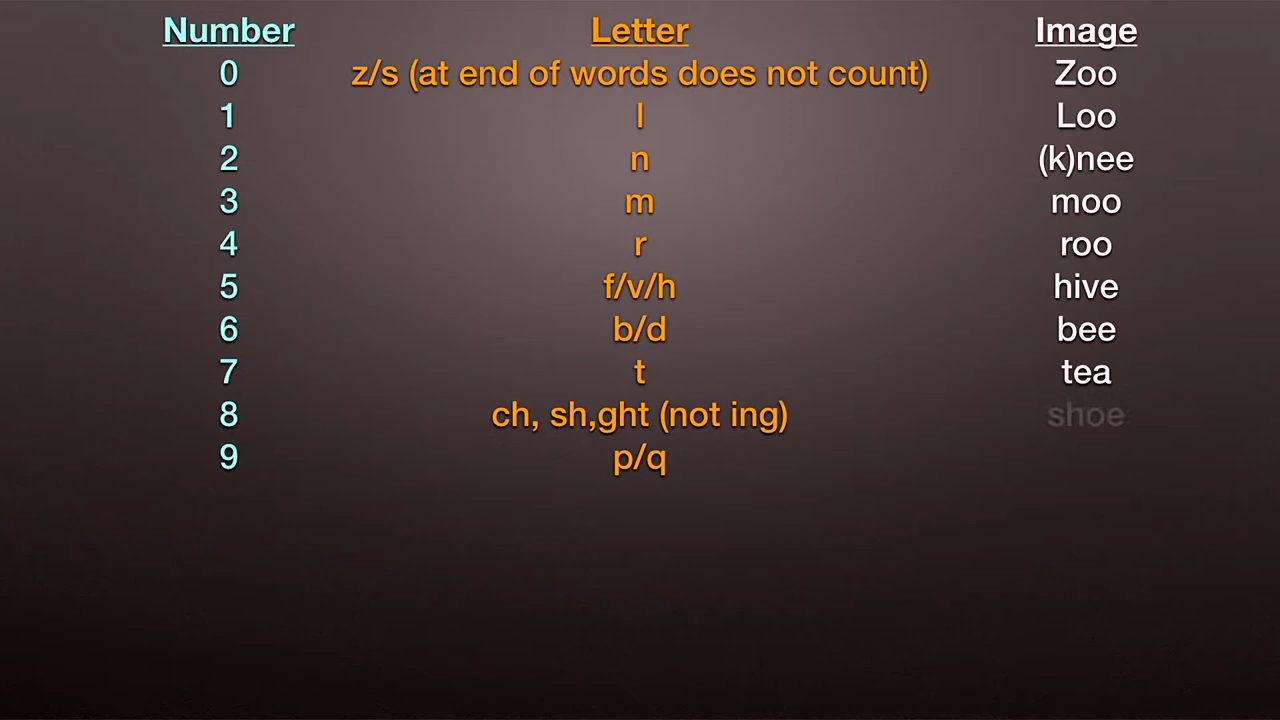 Number Letter Image
0 z/s (at end of words does not count) Zoo
1 l Loo
2 n (k)nee
3 m moo
4 r roo
5 f/v/h hive
6 b/d bee
7 t tea
8 ch, sh,ght (not ing) shoe
9 p/q